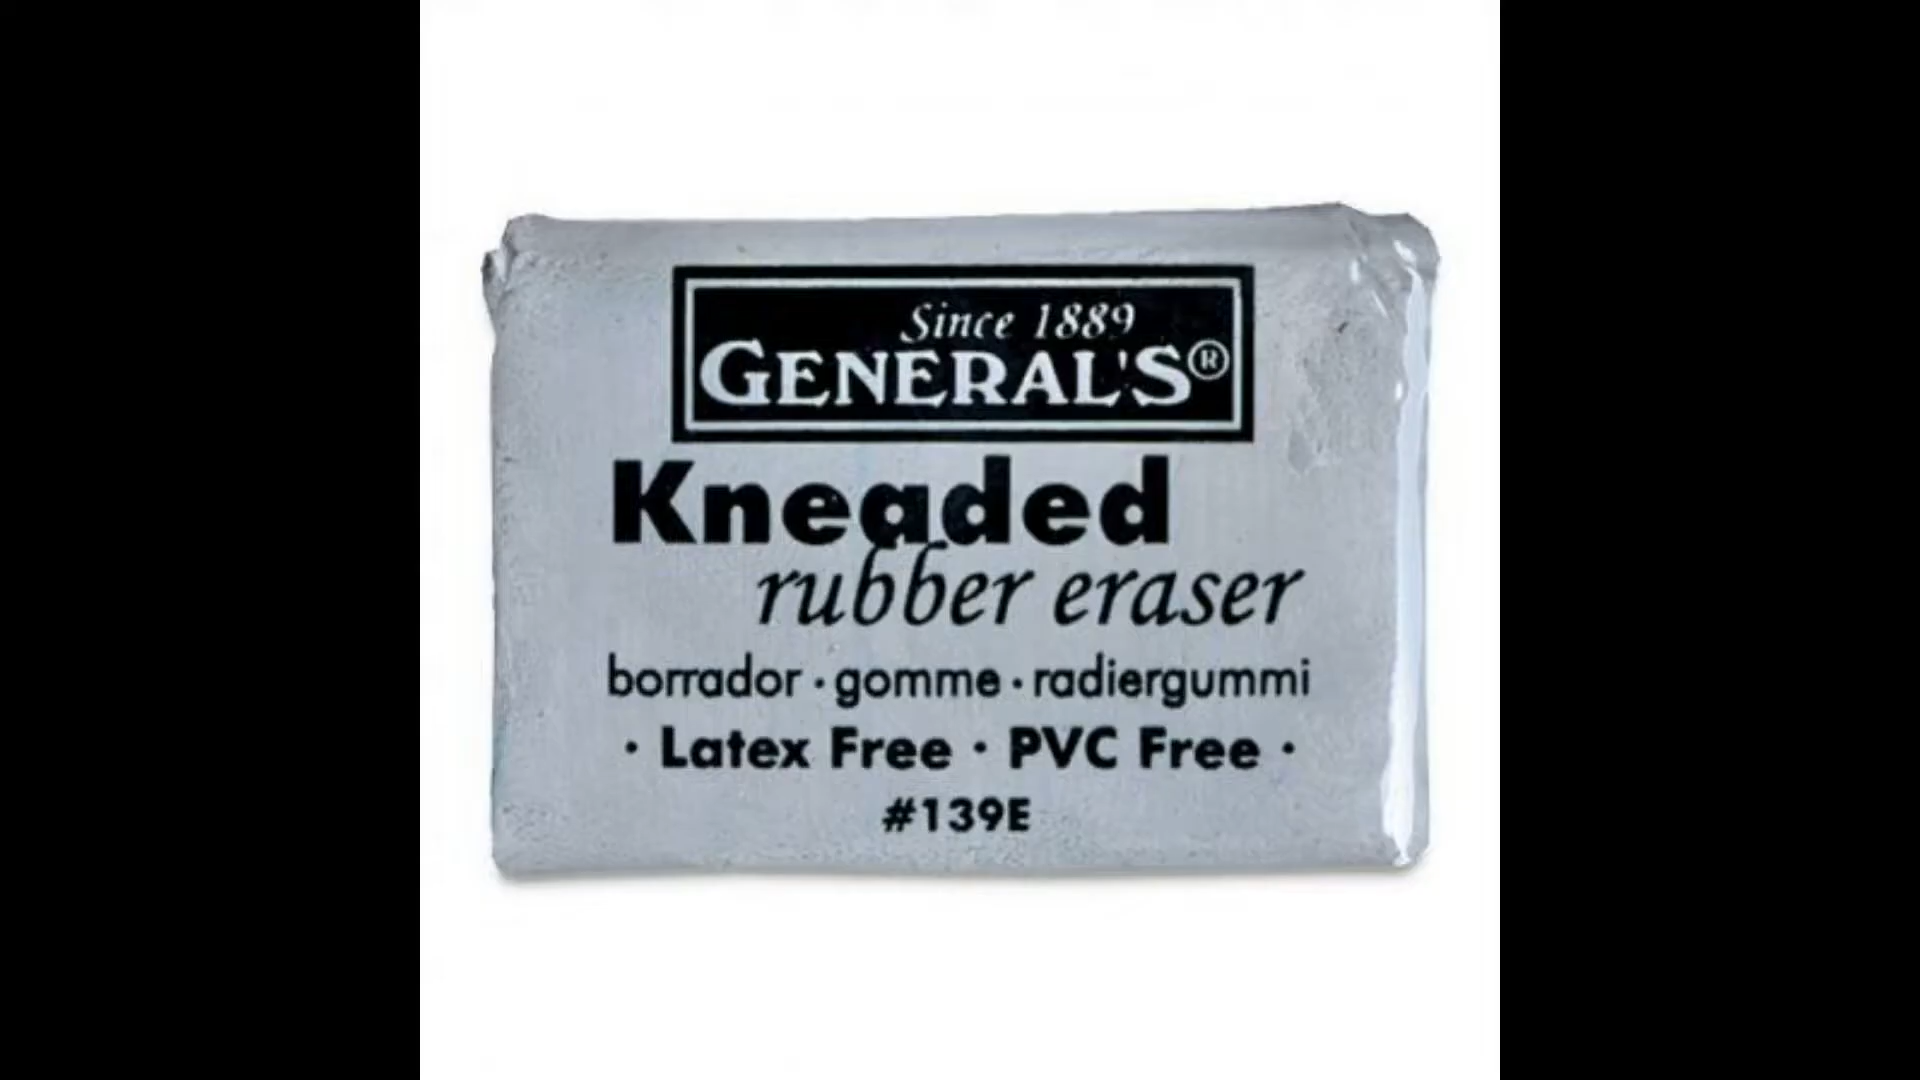 Since 1889
GENERAL'S®
Kneaded
rubber eraser
borrador · gomme · radiergummi
· Latex Free · PVC Free ·
#139E